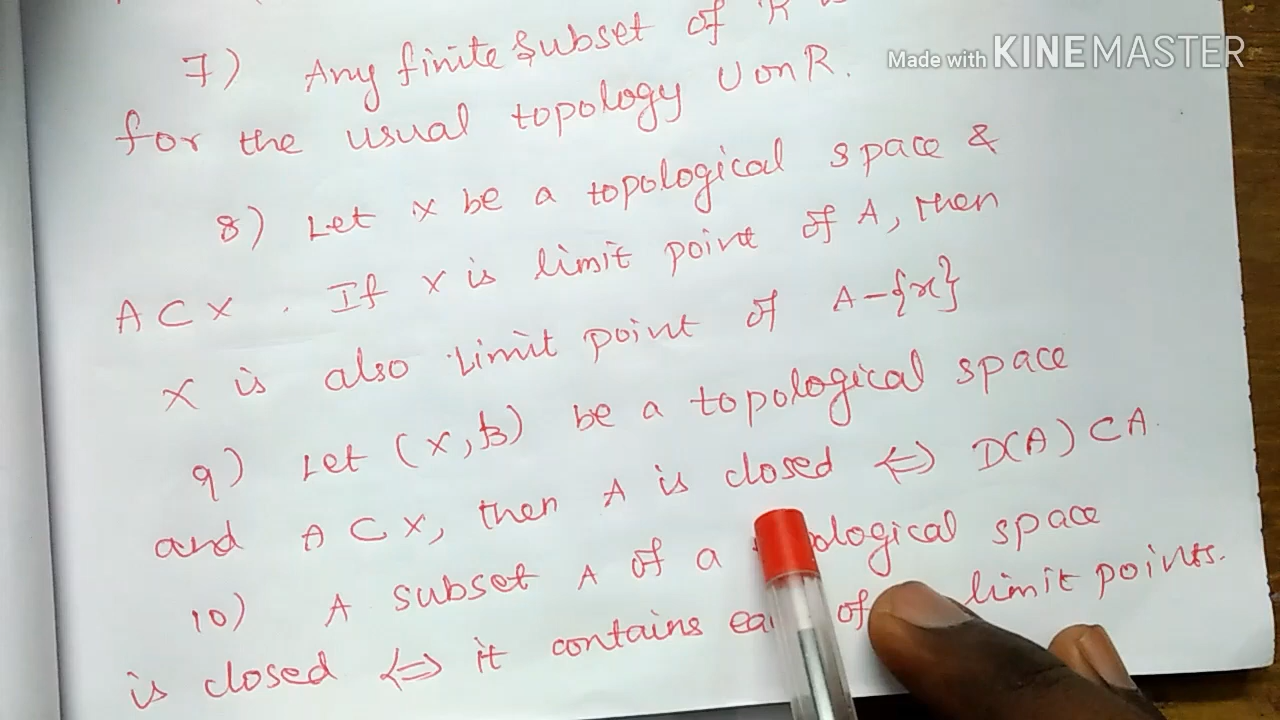 7) Any finite subset of R
for the usual topology U on R.
8) Let X be a topological space &
A ⊂ X. If x is limit point of A, then
x is also limit point of A-{x}
9) Let (X, ) be a topological space
and A ⊂ X, then A is closed ⇔ D(A) ⊂ A.
10) A subset A of a space
is closed ⇔ it contains of limit points.
Made with KINEMASTER